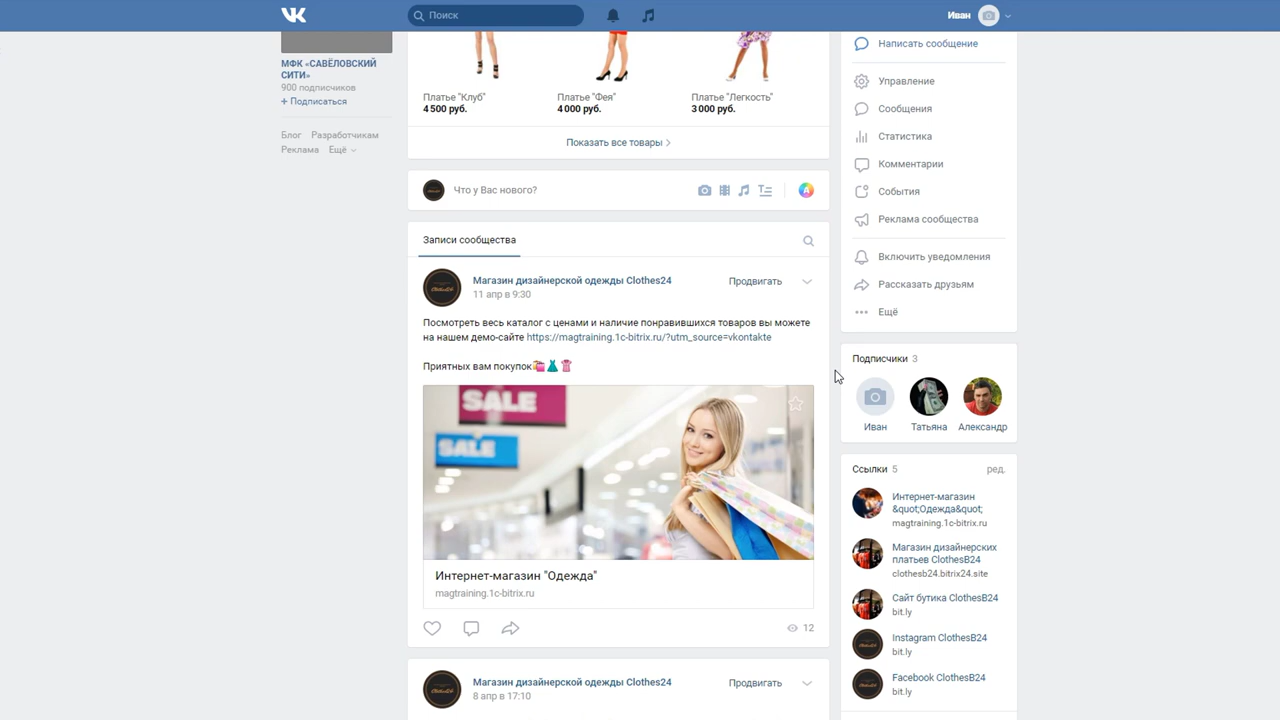 Поиск
Иван
МФК «САВЁЛОВСКИЙ
СИТИ»
900 подписчиков
+ Подписаться
Блог Разработчикам
Реклама Ещё
Платье "Клуб"
4 500 руб.
Платье "Фея"
4 000 руб.
Платье "Легкость"
3 000 руб.
Показать все товары
Что у Вас нового?
Записи сообщества
Магазин дизайнерской одежды Clothes24
11 апр в 9:30
Продвигать
Посмотреть весь каталог с ценами и наличие понравившихся товаров вы можете
на нашем демо-сайте https://magtraining.1c-bitrix.ru/?utm_source=vkontakte
Приятных вам покупок
SALE
SALE
Интернет-магазин "Одежда"
magtraining.1c-bitrix.ru
12
Магазин дизайнерской одежды Clothes24
8 апр в 17:10
Продвигать
Написать сообщение
Управление
Сообщения
Статистика
Комментарии
События
Реклама сообщества
Включить уведомления
Рассказать друзьям
Ещё
Подписчики 3
Иван
Татьяна
Александр
Ссылки 5
ред.
Интернет-магазин
&quot;Одежда&quot;
magtraining.1c-bitrix.ru
Магазин дизайнерских
платьев ClothesB24
clothesb24.bitrix24.site
Сайт бутика ClothesB24
bit.ly
Instagram ClothesB24
bit.ly
Facebook ClothesB24
bit.ly